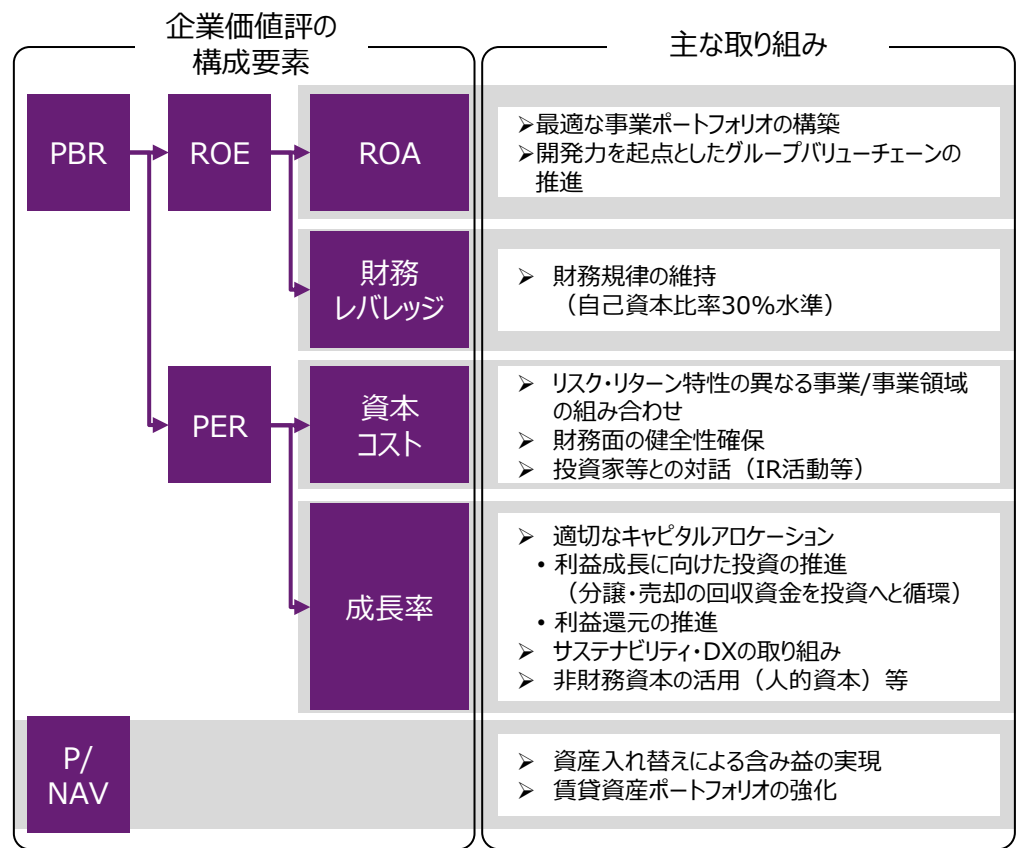 企業価値評の
構成要素
主な取り組み
PBR
ROE
ROA
➢最適な事業ポートフォリオの構築
➢開発力を起点としたグループバリューチェーンの
推進
財務
レバレッジ
➢ 財務規律の維持
（自己資本比率30%水準）
PER
資本
コスト
➢ リスク・リターン特性の異なる事業/事業領域
の組み合わせ
➢ 財務面の健全性確保
➢ 投資家等との対話（IR活動等）
成長率
➢ 適切なキャピタルアロケーション
• 利益成長に向けた投資の推進
（分譲・売却の回収資金を投資へと循環）
• 利益還元の推進
➢ サステナビリティ・DXの取り組み
➢ 非財務資本の活用（人的資本）等
P/
NAV
➢ 資産入れ替えによる含み益の実現
➢ 賃貸資産ポートフォリオの強化